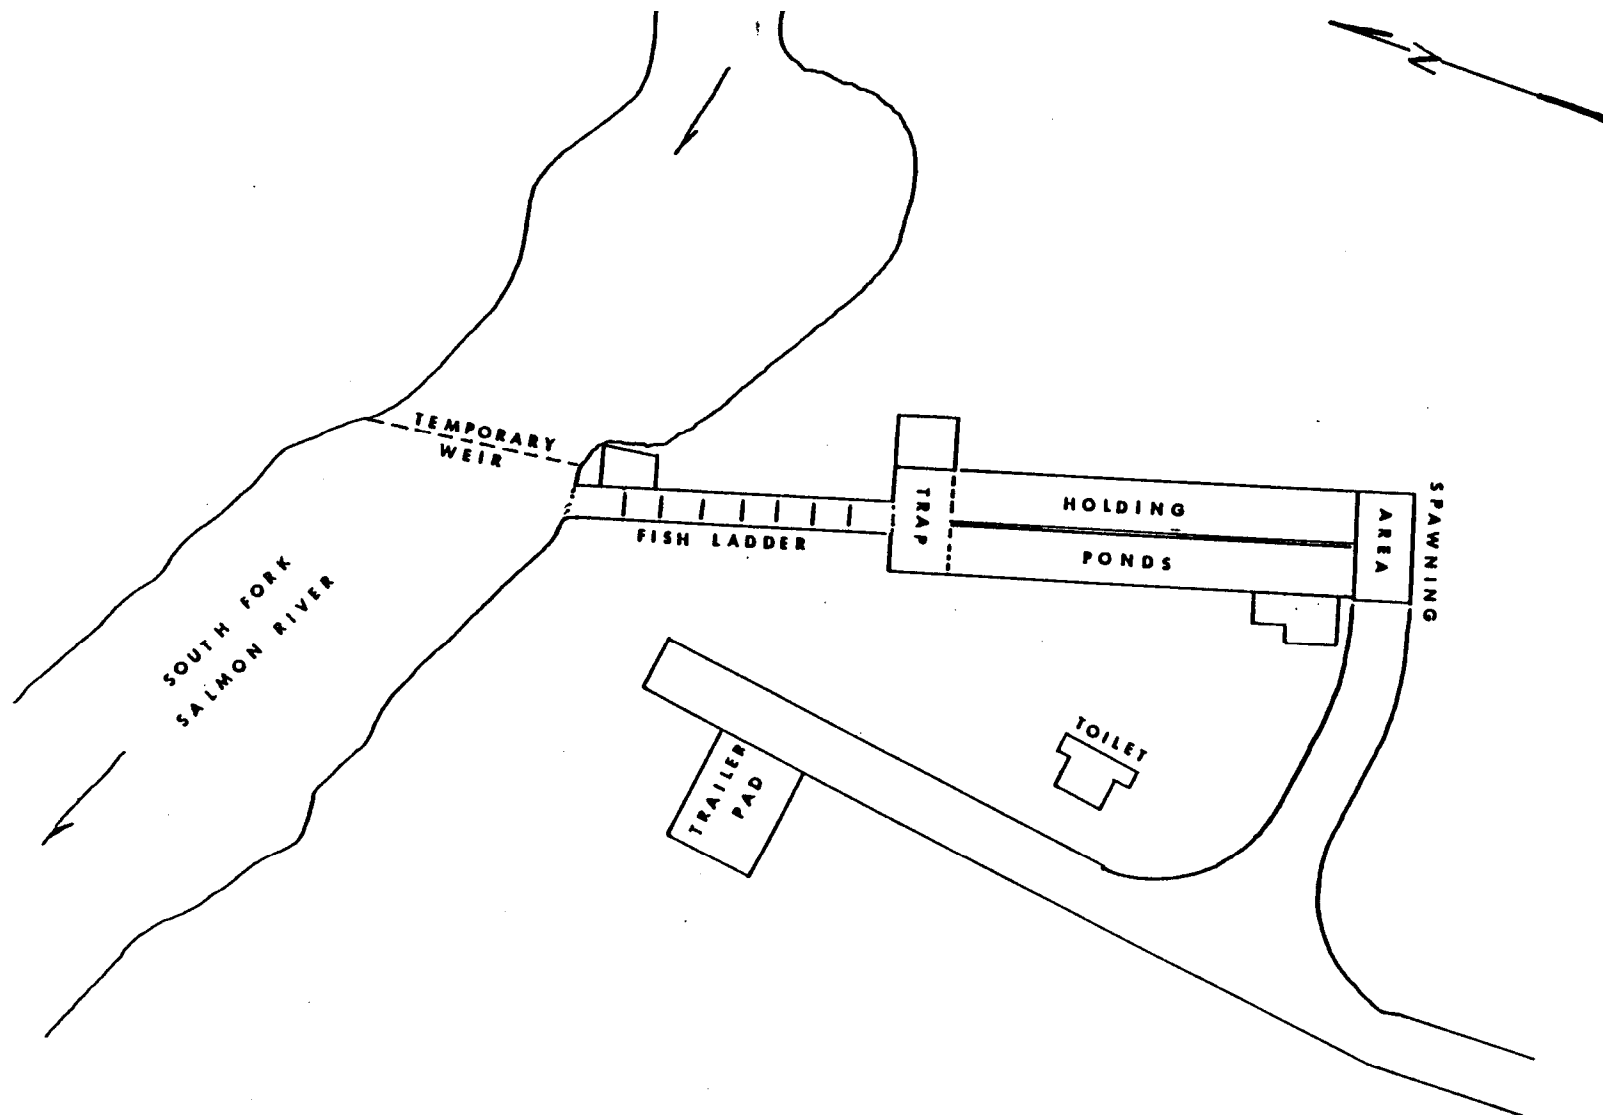 N
TEMPORARY
WEIR
FISH LADDER
TRAP
HOLDING
PONDS
SPAWNING
AREA
SOUTH FORK
SALMON RIVER
TOILET
TRAILER
PAD